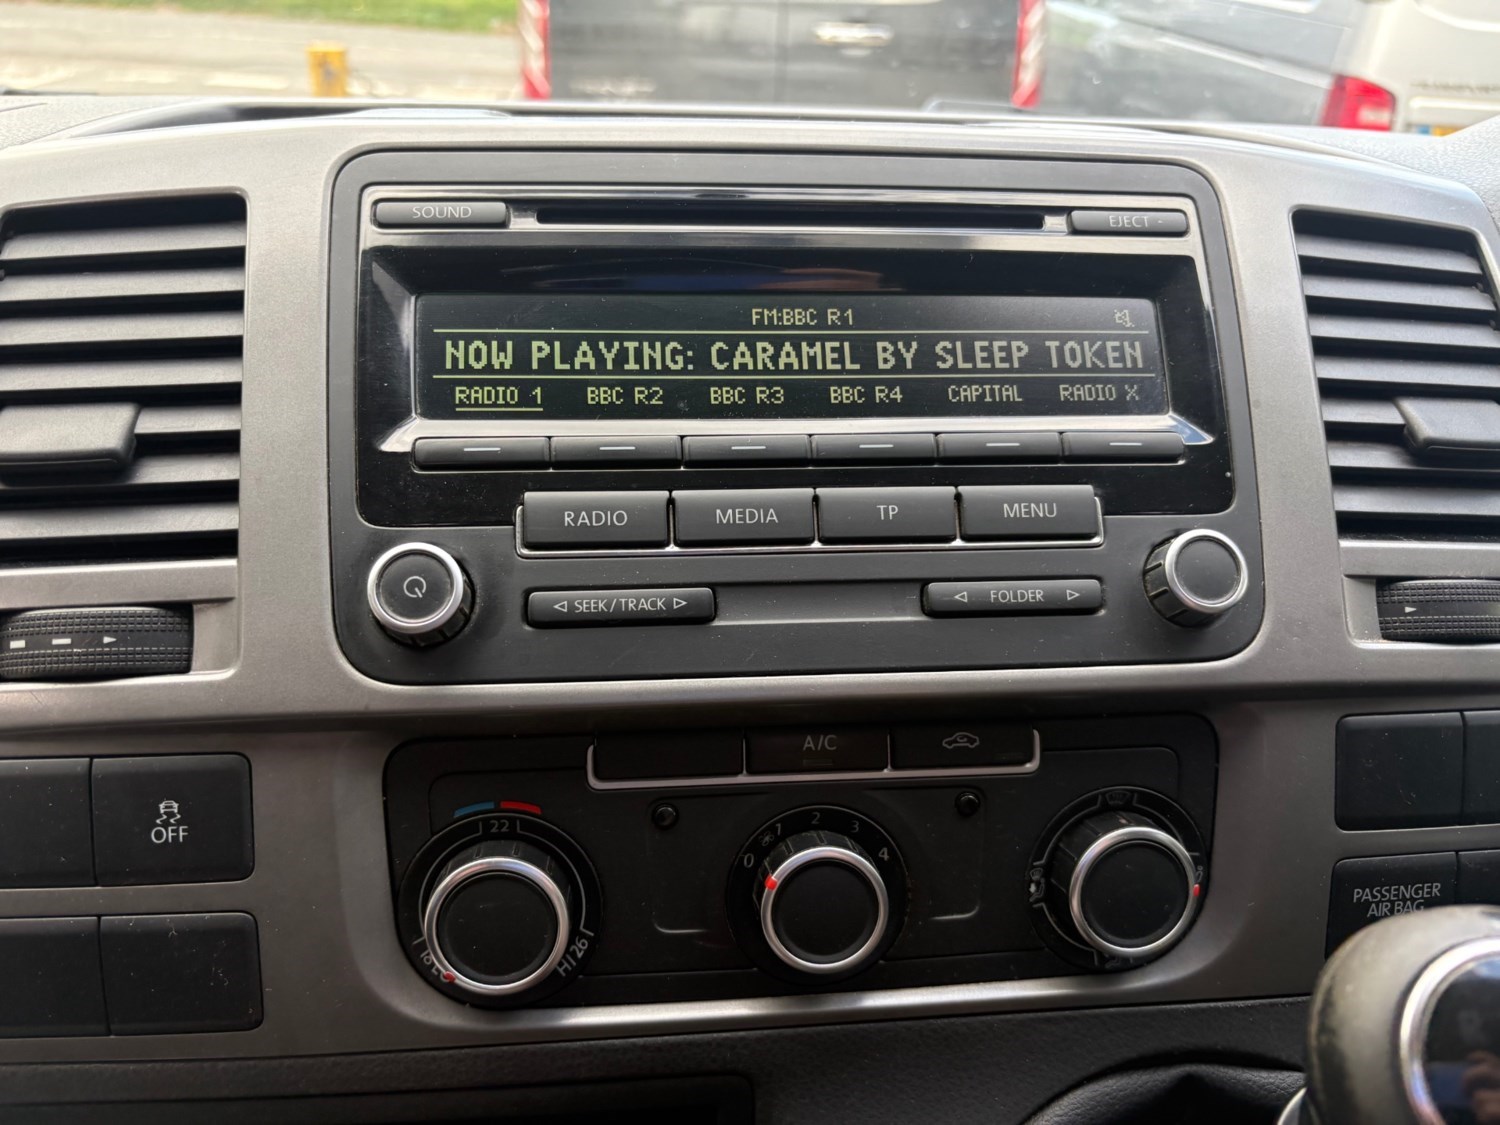 SOUND
EJECT
FM:BBC R1
NOW PLAYING: CARAMEL BY SLEEP TOKEN
RADIO 1 BBC R2 BBC R3 BBC R4 CAPITAL RADIO X
RADIO MEDIA TP MENU
SEEK/TRACK FOLDER
A/C
OFF
22
HI 26
0 1 2 3 4
PASSENGER
AIR BAG